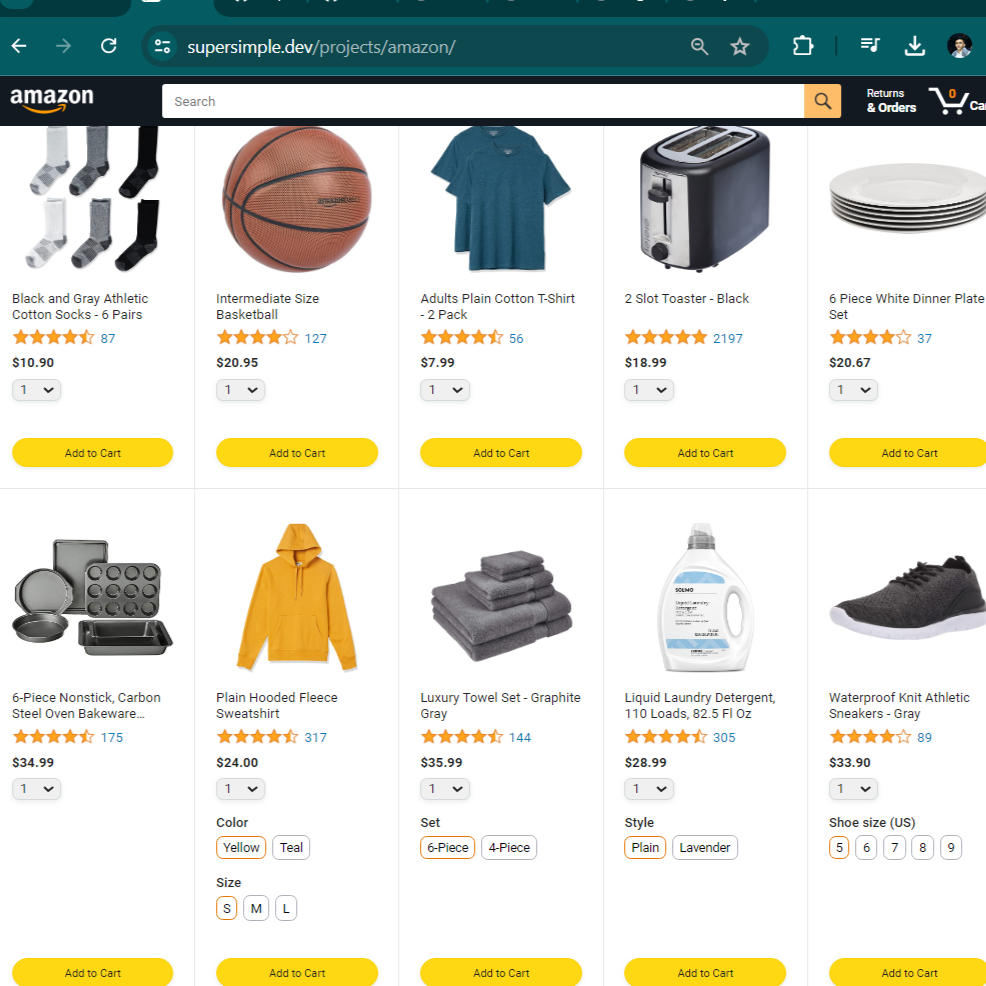 supersimple.dev/projects/amazon/
amazon
Search
Returns
& Orders
0
Ca
Black and Gray Athletic
Cotton Socks - 6 Pairs
87
$10.90
1
Add to Cart
Intermediate Size
Basketball
127
$20.95
1
Add to Cart
Adults Plain Cotton T-Shirt
- 2 Pack
56
$7.99
1
Add to Cart
2 Slot Toaster - Black
2197
$18.99
1
Add to Cart
6 Piece White Dinner Plate
Set
37
$20.67
1
Add to Cart
6-Piece Nonstick, Carbon
Steel Oven Bakeware...
175
$34.99
1
Add to Cart
Plain Hooded Fleece
Sweatshirt
317
$24.00
1
Color
Yellow Teal
Size
S M L
Add to Cart
Luxury Towel Set - Graphite
Gray
144
$35.99
1
Set
6-Piece 4-Piece
Add to Cart
SOLIMO
Liquid Laundry
Detergent
Liquid Laundry Detergent,
110 Loads, 82.5 Fl Oz
305
$28.99
1
Style
Plain Lavender
Add to Cart
Waterproof Knit Athletic
Sneakers - Gray
89
$33.90
1
Shoe size (US)
5 6 7 8 9
Add to Cart